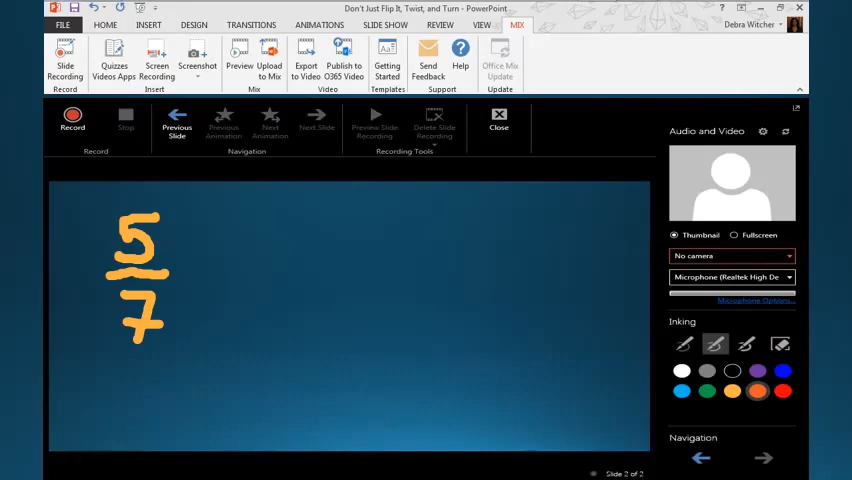 Don't Just Flip It, Twist, and Turn - PowerPoint
FILE HOME INSERT DESIGN TRANSITIONS ANIMATIONS SLIDE SHOW REVIEW VIEW MIX Debra Witcher
Slide Recording Quizzes Videos Apps Screen Recording Screenshot Preview Upload to Mix Export to Video Publish to O365 Video Getting Started Send Feedback Help Office Mix Update
Record Insert Mix Video Templates Support Update
Record Stop Previous Slide Previous Animation Next Animation Next Slide Preview Slide Recording Delete Slide Recording Close
Record Navigation Recording Tools
Audio and Video
Thumbnail Fullscreen
No camera
Microphone (Realtek High De
Microphone Options...
Inking
5
7
Navigation
Slide 2 of 2